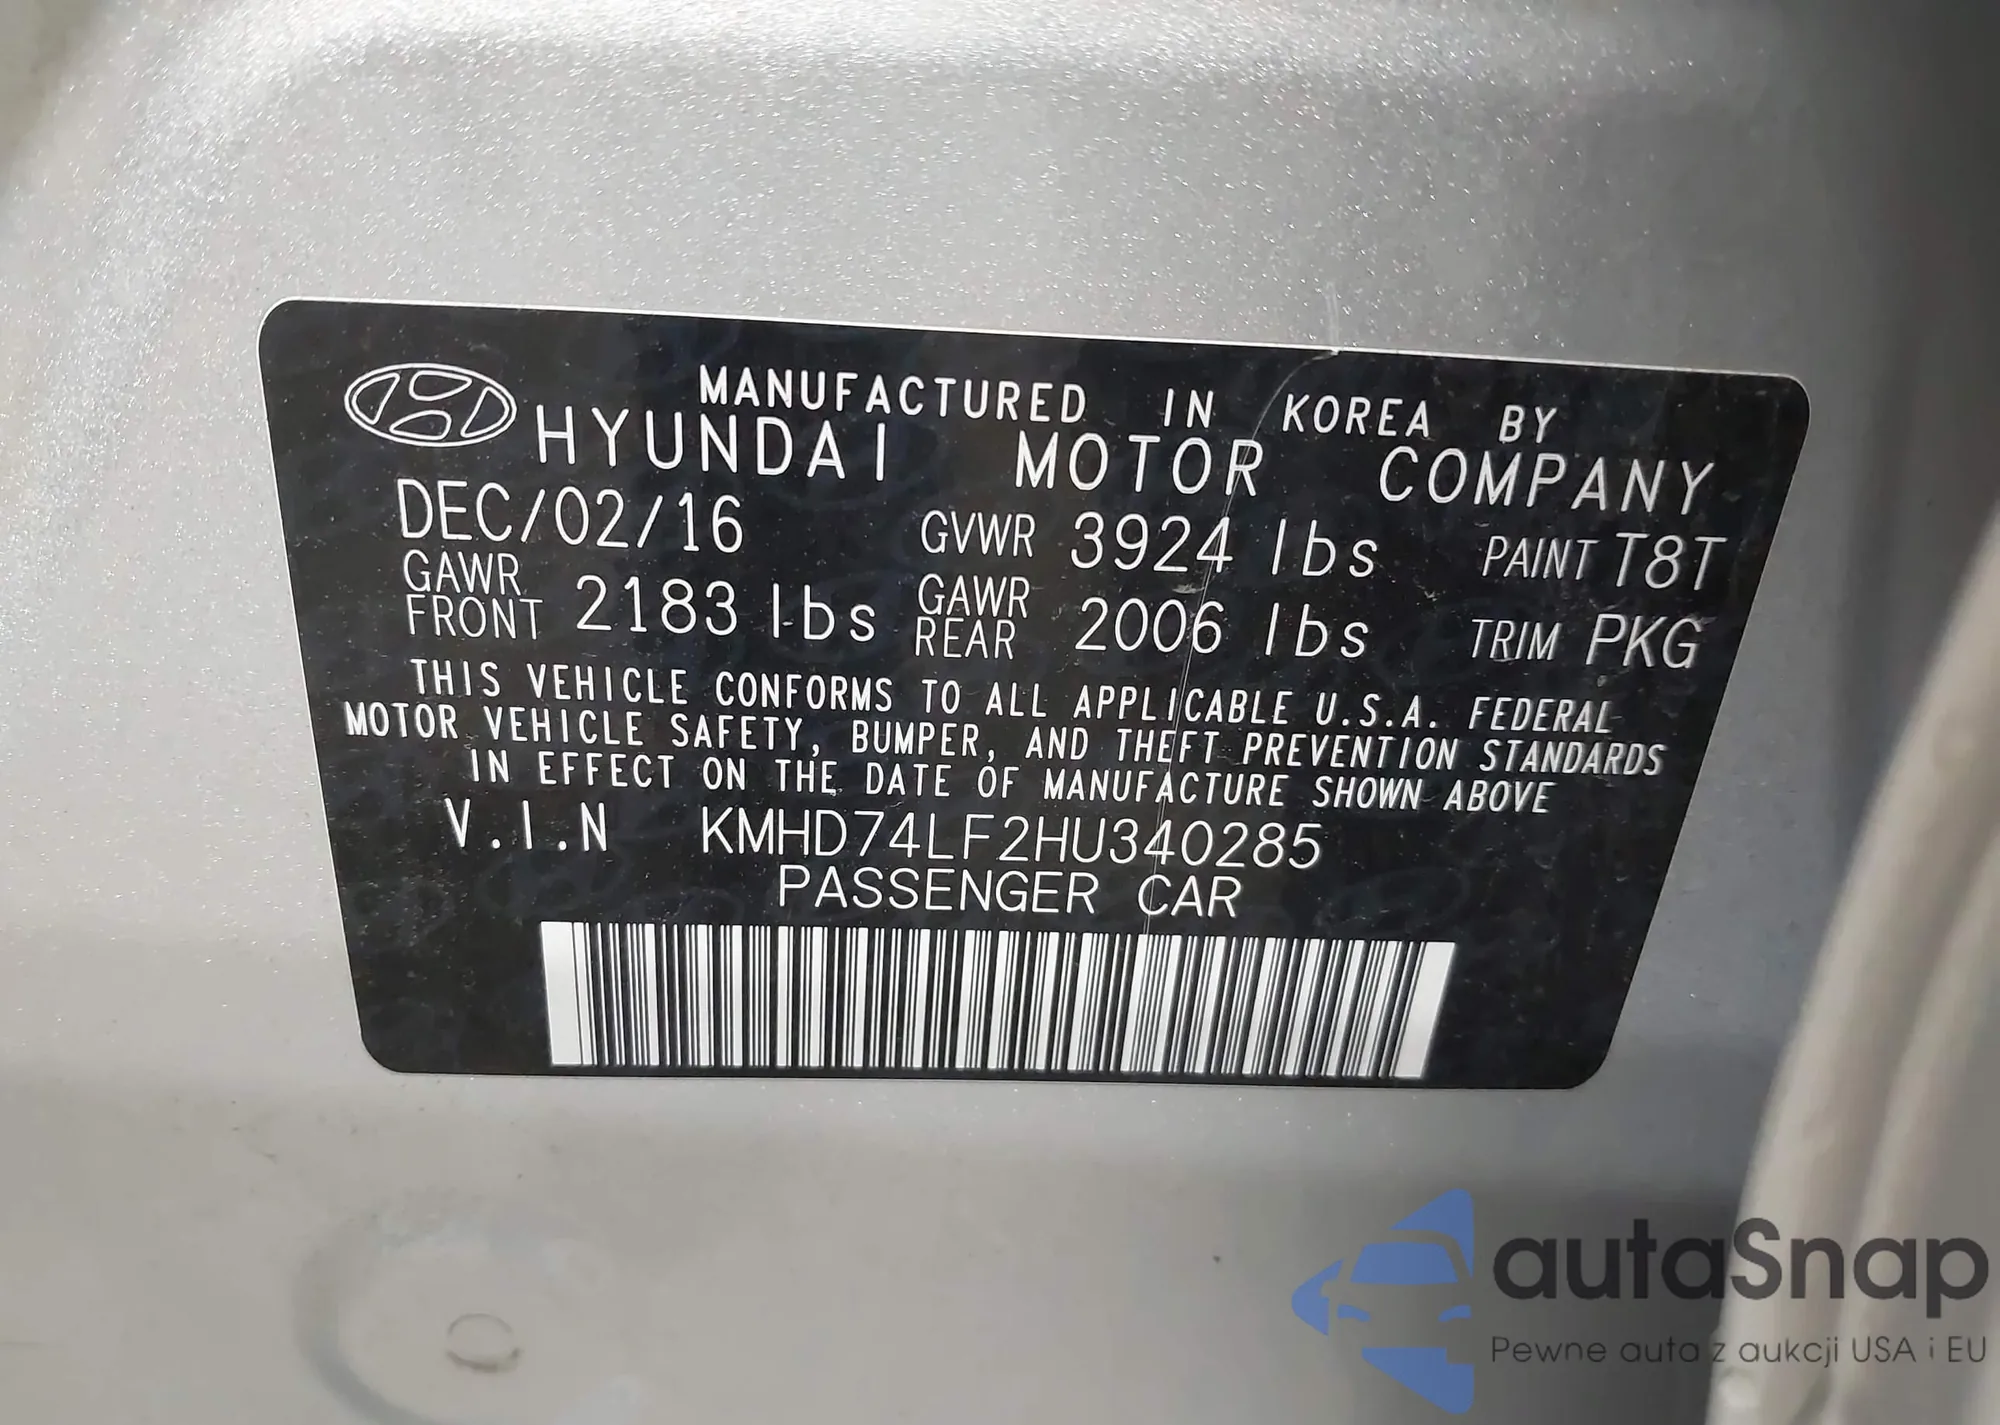 MANUFACTURED IN KOREA BY
HYUNDAI MOTOR COMPANY
DEC/02/16 GVWR 3924 lbs PAINT T8T
GAWR FRONT 2183 lbs GAWR REAR 2006 lbs TRIM PKG
THIS VEHICLE CONFORMS TO ALL APPLICABLE U.S.A. FEDERAL
MOTOR VEHICLE SAFETY, BUMPER, AND THEFT PREVENTION STANDARDS
IN EFFECT ON THE DATE OF MANUFACTURE SHOWN ABOVE
V.I.N KMHD74LF2HU340285
PASSENGER CAR
autaSnap
Pewne auta z aukcji USA i EU